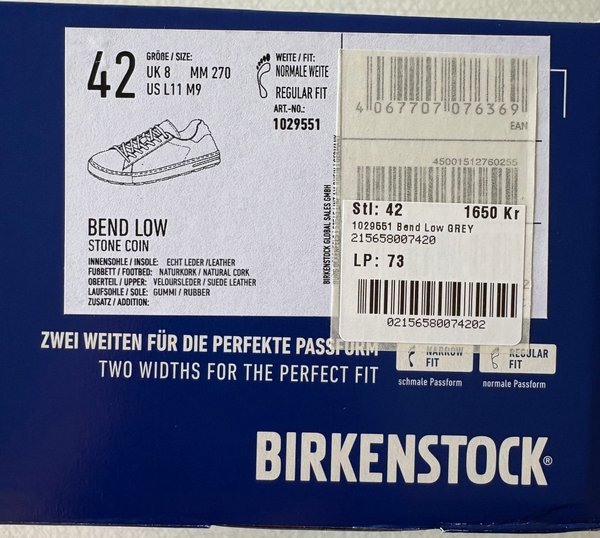 42
GRÖßE / SIZE:
UK 8 MM 270
US L11 M9
WEITE / FIT:
NORMALE WEITE
REGULAR FIT
ART.-NO.:
1029551
4 067707 076369
EAN
45001512760255
BIRKENSTOCK GLOBAL SALES GMBH
BEND LOW
STONE COIN
INNENSOHLE / INSOLE: ECHT LEDER /LEATHER
FUßBETT / FOOTBED: NATURKORK / NATURAL CORK
OBERTEIL / UPPER: VELOURSLEDER / SUEDE LEATHER
LAUFSOHLE / SOLE: GUMMI / RUBBER
ZUSATZ / ADDITION:
Stl: 42 1650 Kr
1029551 Bend Low GREY
215658007420
LP: 73
02156580074202
ZWEI WEITEN FÜR DIE PERFEKTE PASSFORM
TWO WIDTHS FOR THE PERFECT FIT
NARROW
FIT
schmale Passform
REGULAR
FIT
normale Passform
BIRKENSTOCK®